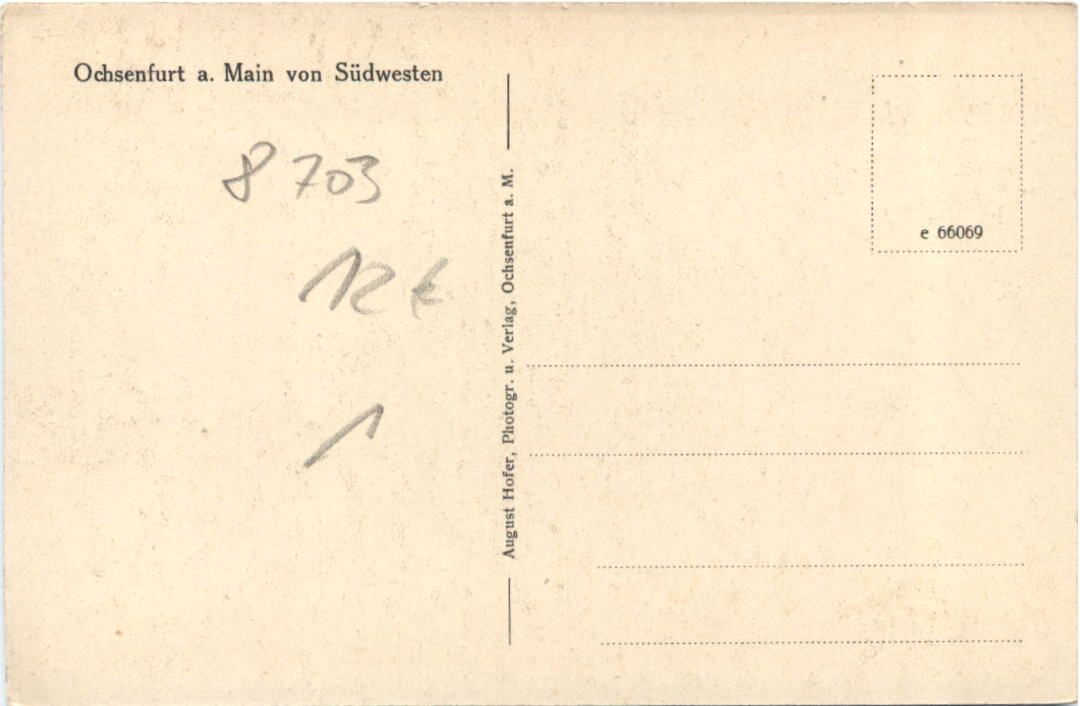 Ochsenfurt a. Main von Südwesten
8703
12 €
1
August Hofer, Photogr. u. Verlag, Ochsenfurt a. M.
e 66069